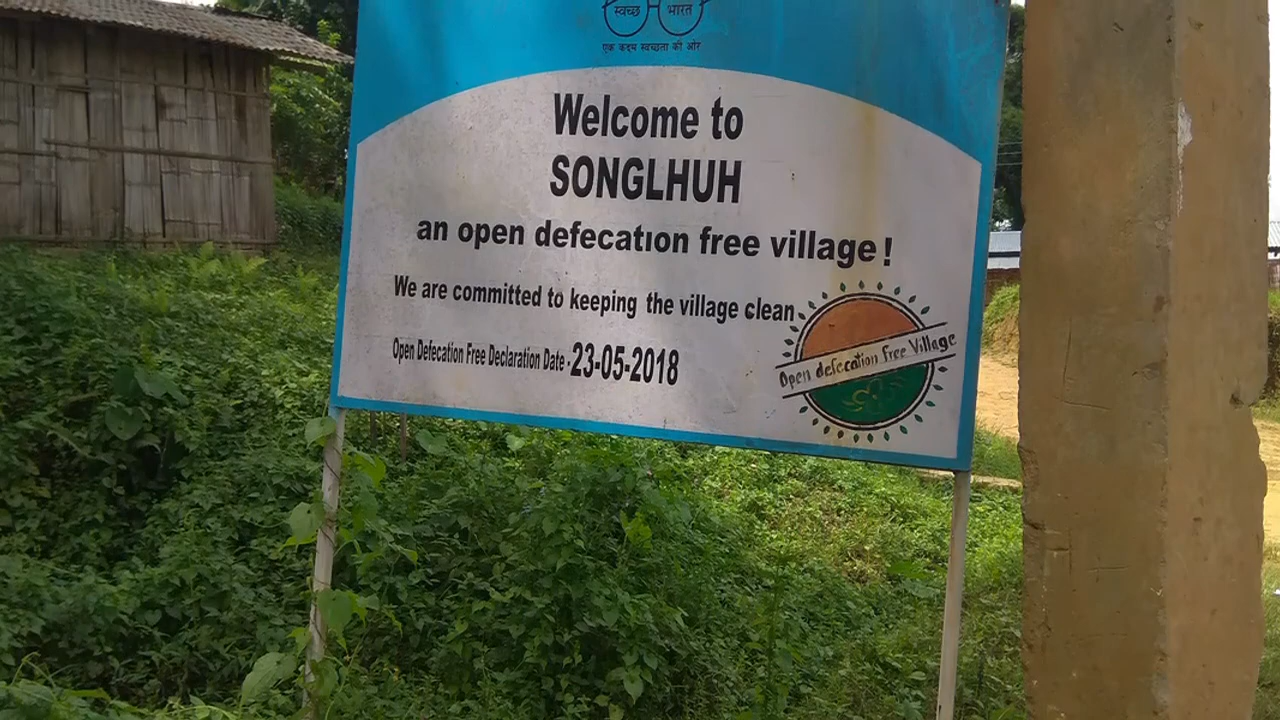 स्वच्छ भारत
एक कदम स्वच्छता की ओर
Welcome to
SONGLHUH
an open defecation free village!
We are committed to keeping the village clean
Open Defecation Free Declaration Date - 23-05-2018
Open defecation free Village